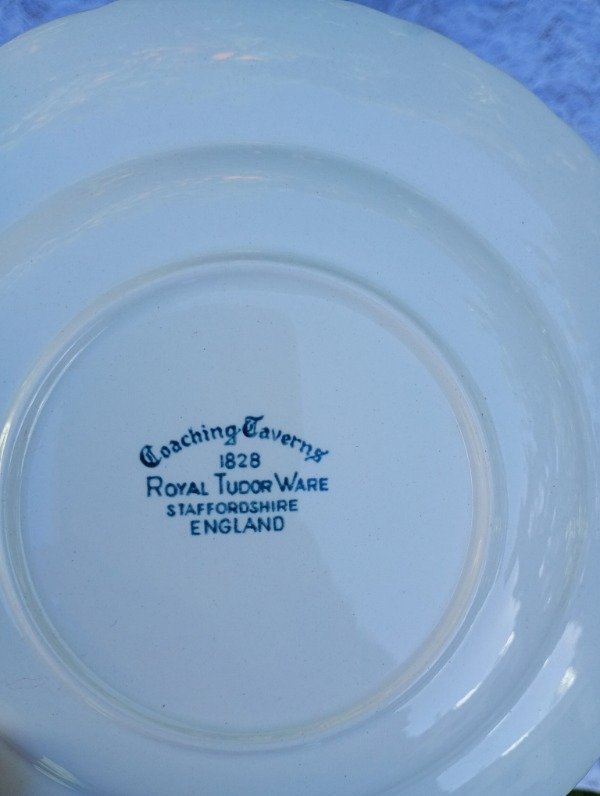 Coaching Taverns
1828
ROYAL TUDOR WARE
STAFFORDSHIRE
ENGLAND